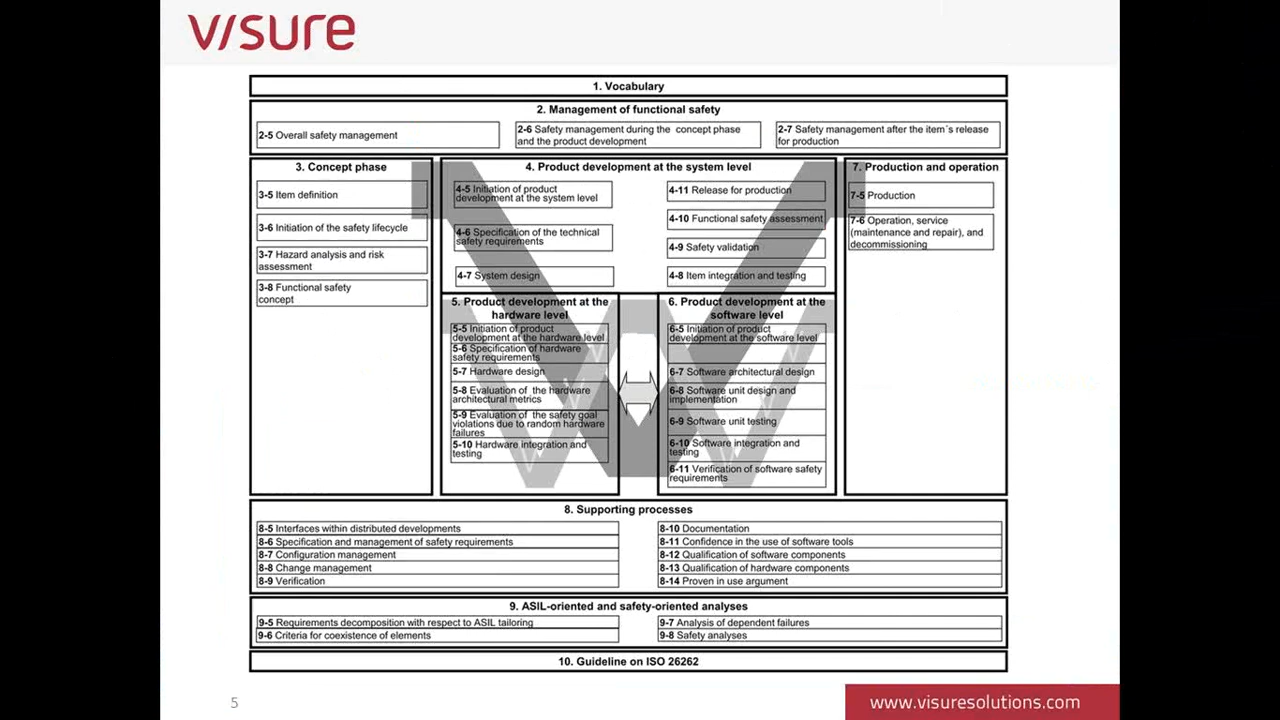 visure
1. Vocabulary
2. Management of functional safety
2-5 Overall safety management
2-6 Safety management during the concept phase
and the product development
2-7 Safety management after the item´s release
for production
3. Concept phase
3-5 Item definition
3-6 Initiation of the safety lifecycle
3-7 Hazard analysis and risk
assessment
3-8 Functional safety
concept
4. Product development at the system level
4-5 Initiation of product
development at the system level
4-6 Specification of the technical
safety requirements
4-7 System design
4-11 Release for production
4-10 Functional safety assessment
4-9 Safety validation
4-8 Item integration and testing
7. Production and operation
7-5 Production
7-6 Operation, service
(maintenance and repair), and
decommissioning
5. Product development at the
hardware level
5-5 Initiation of product
development at the hardware level
5-6 Specification of hardware
safety requirements
5-7 Hardware design
5-8 Evaluation of the hardware
architectural metrics
5-9 Evaluation of the safety goal
violations due to random hardware
failures
5-10 Hardware integration and
testing
6. Product development at the
software level
6-5 Initiation of product
development at the software level
6-7 Software architectural design
6-8 Software unit design and
implementation
6-9 Software unit testing
6-10 Software integration and
testing
6-11 Verification of software safety
requirements
8. Supporting processes
8-5 Interfaces within distributed developments
8-6 Specification and management of safety requirements
8-7 Configuration management
8-8 Change management
8-9 Verification
8-10 Documentation
8-11 Confidence in the use of software tools
8-12 Qualification of software components
8-13 Qualification of hardware components
8-14 Proven in use argument
9. ASIL-oriented and safety-oriented analyses
9-5 Requirements decomposition with respect to ASIL tailoring
9-6 Criteria for coexistence of elements
9-7 Analysis of dependent failures
9-8 Safety analyses
10. Guideline on ISO 26262
5
www.visuresolutions.com